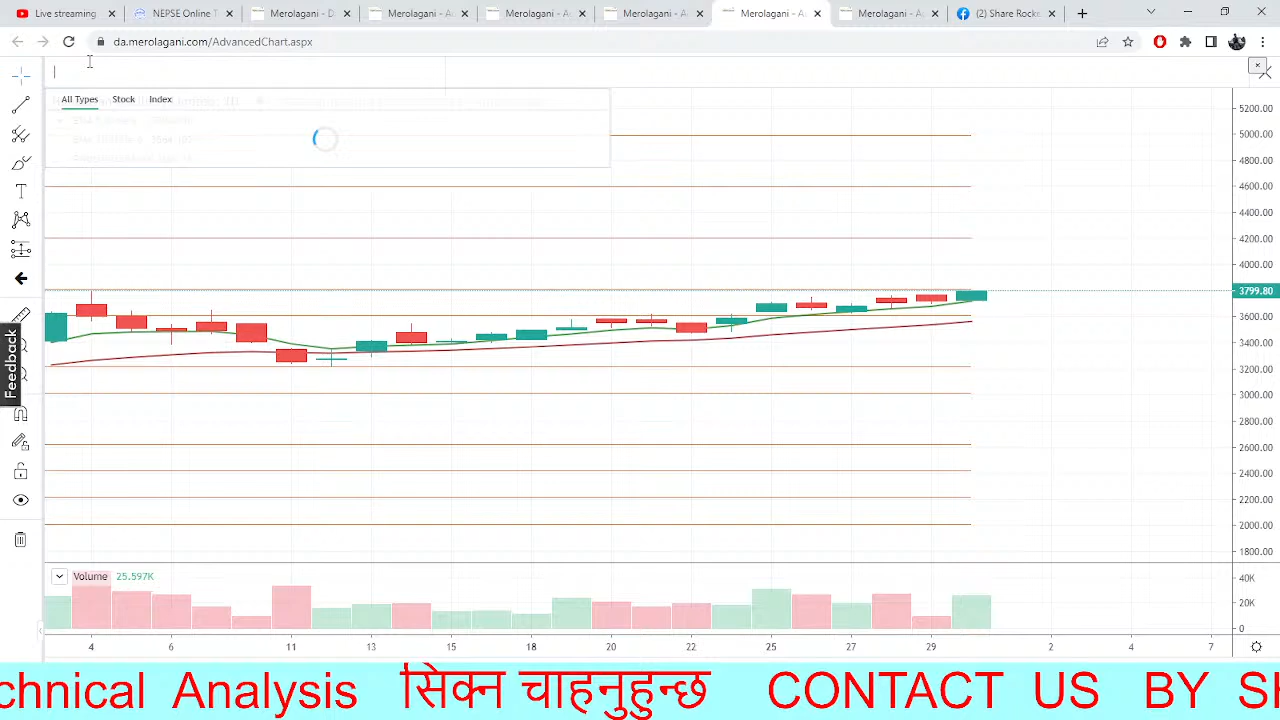 Live streaming
NEPSE Online T
Merolagani - D
Merolagani - A
Merolagani - A
Merolagani - A
Merolagani - A
Merolagani - A
(2) Share Rocke
da.merolagani.com/AdvancedChart.aspx
All Types Stock Index
5200.00
5000.00
4800.00
4600.00
4400.00
4200.00
4000.00
3799.80
3600.00
3400.00
3200.00
3000.00
2800.00
2600.00
2400.00
2200.00
2000.00
1800.00
Feedback
Volume 25.597K
40K
20K
0
4 6 11 13 15 18 20 22 25 27 29 2 4 7
chnical Analysis सिक्न चाहनुहुन्छ CONTACT US BY SH